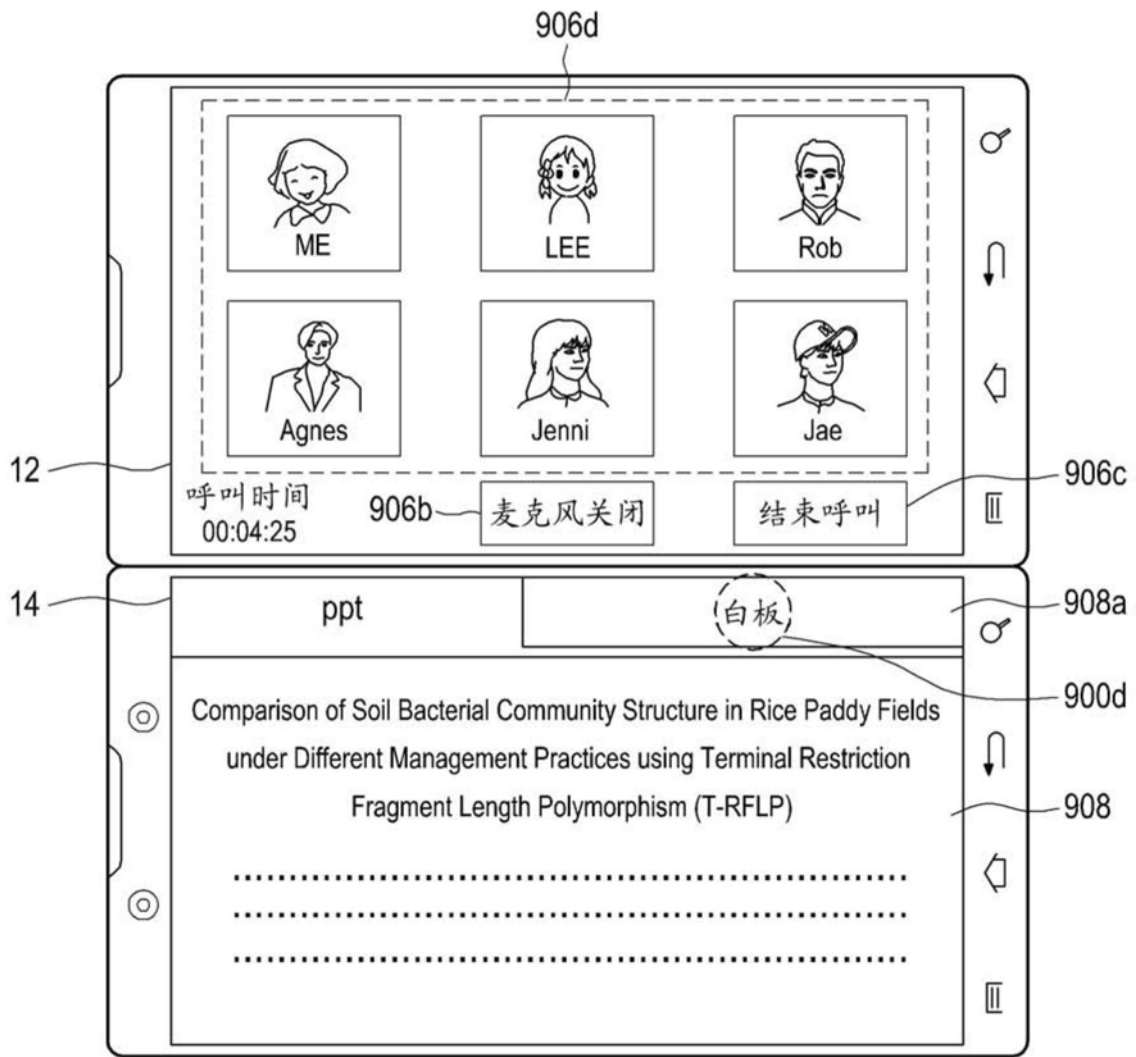 906d
ME
LEE
Rob
Agnes
Jenni
Jae
12
呼叫时间
00:04:25
906b
麦克风关闭
结束呼叫
906c
14
ppt
白板
908a
900d
Comparison of Soil Bacterial Community Structure in Rice Paddy Fields
under Different Management Practices using Terminal Restriction
Fragment Length Polymorphism (T-RFLP)
908